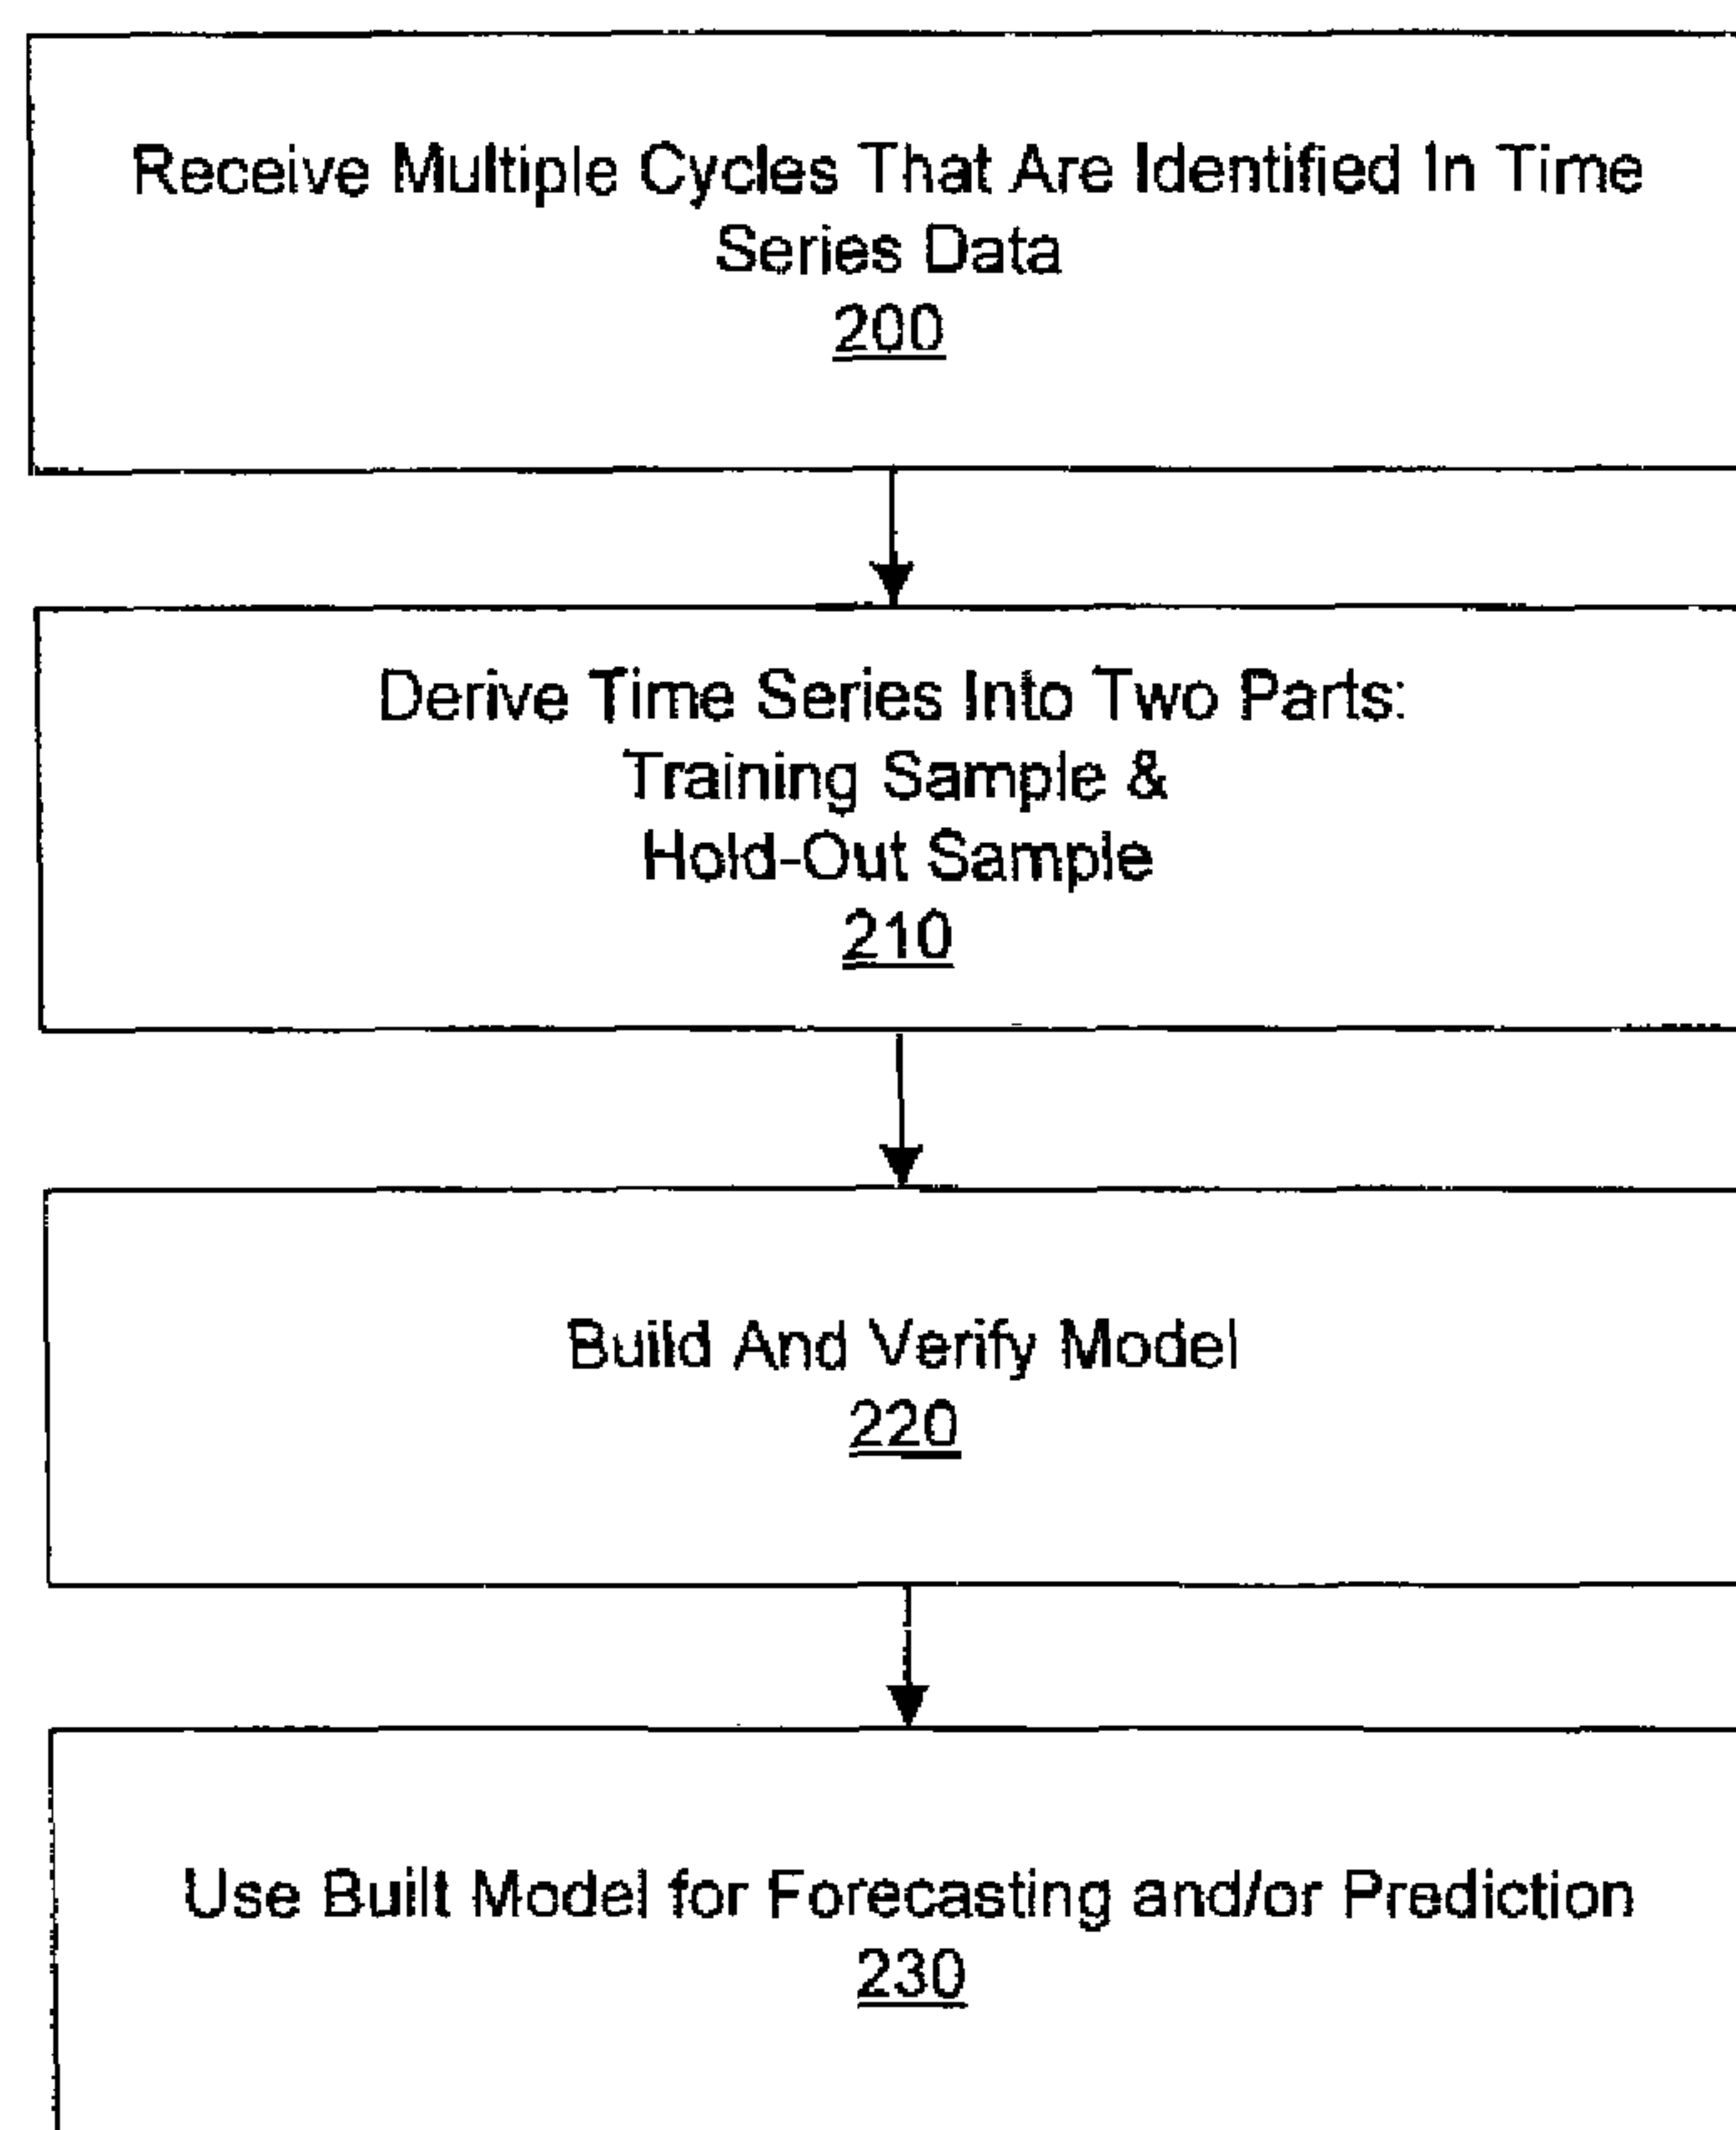 Receive Multiple Cycles That Are Identified In Time
Series Data
200
Derive Time Series Into Two Parts:
Training Sample &
Hold-Out Sample
210
Build And Verify Model
220
Use Built Model for Forecasting and/or Prediction
230